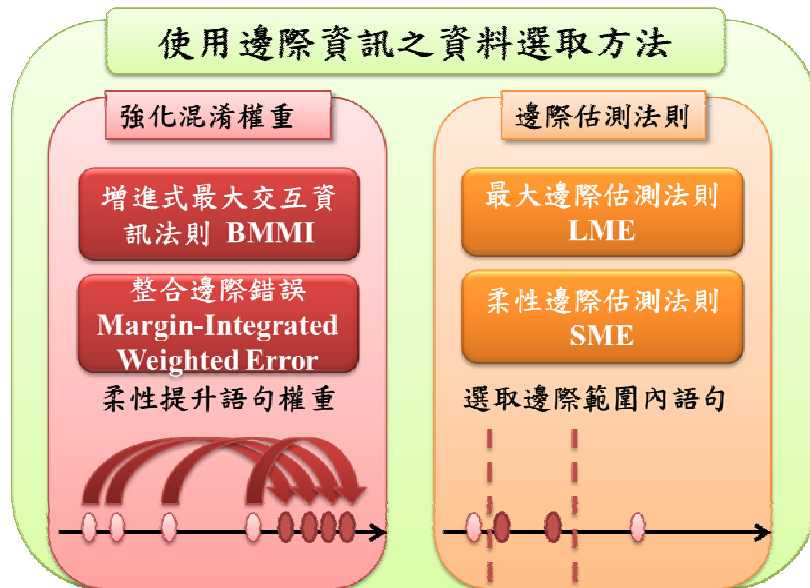 使用邊際資訊之資料選取方法
強化混淆權重
增進式最大交互資
訊法則 BMMI
整合邊際錯誤
Margin-Integrated
Weighted Error
柔性提升語句權重
邊際估測法則
最大邊際估測法則
LME
柔性邊際估測法則
SME
選取邊際範圍內語句